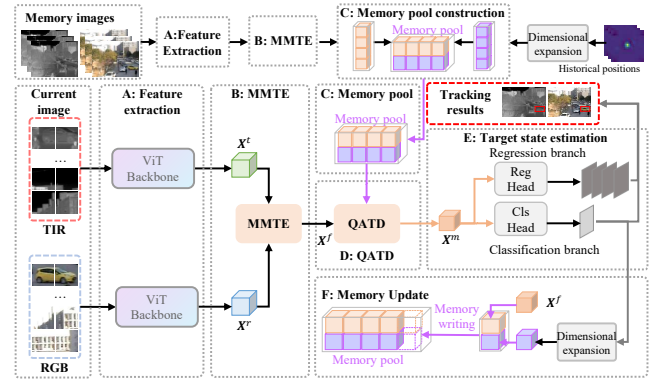 Memory images
A:Feature
Extraction
B: MMTE
C: Memory pool construction
Memory pool
Dimensional
expansion
Historical positions
Current
image
A: Feature
extraction
B: MMTE
C: Memory pool
Memory pool
Tracking
results
E: Target state estimation
Regression branch
...
TIR
ViT
Backbone
X^t
MMTE
X^f
QATD
D: QATD
X^m
Reg
Head
Cls
Head
Classification branch
...
RGB
ViT
Backbone
X^r
F: Memory Update
Memory
writing
X^f
Memory pool
Dimensional
expansion